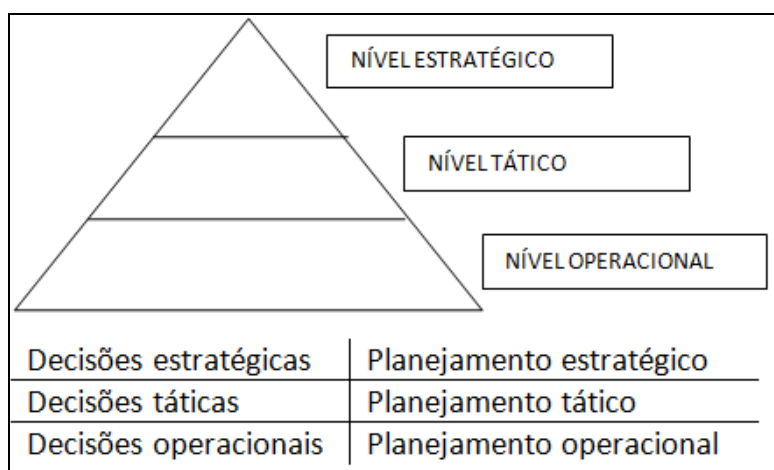 NÍVEL ESTRATÉGICO
NÍVEL TÁTICO
NÍVEL OPERACIONAL
Decisões estratégicas Planejamento estratégico
Decisões táticas Planejamento tático
Decisões operacionais Planejamento operacional